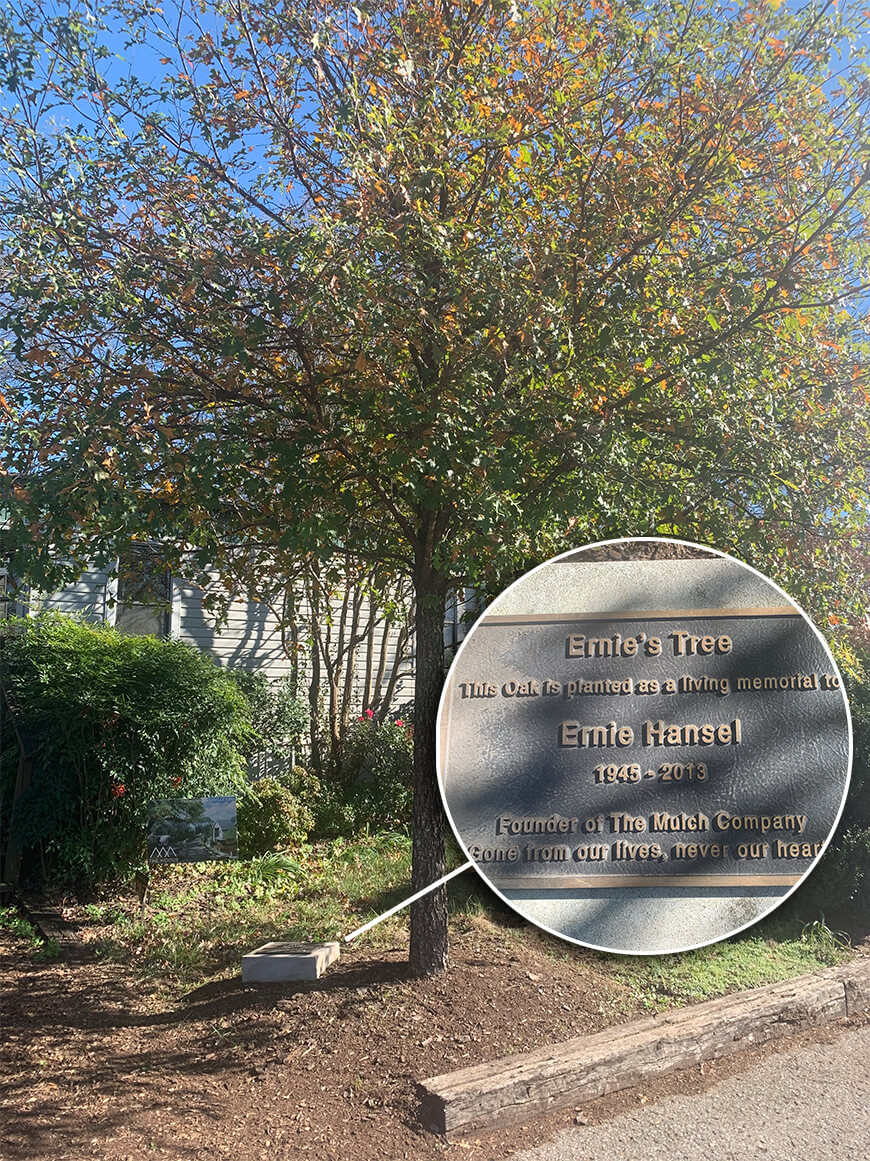 Ernie's Tree
This Oak is planted as a living memorial to
Ernie Hansel
1945 - 2013
Founder of The Mulch Company
Gone from our lives, never our hear